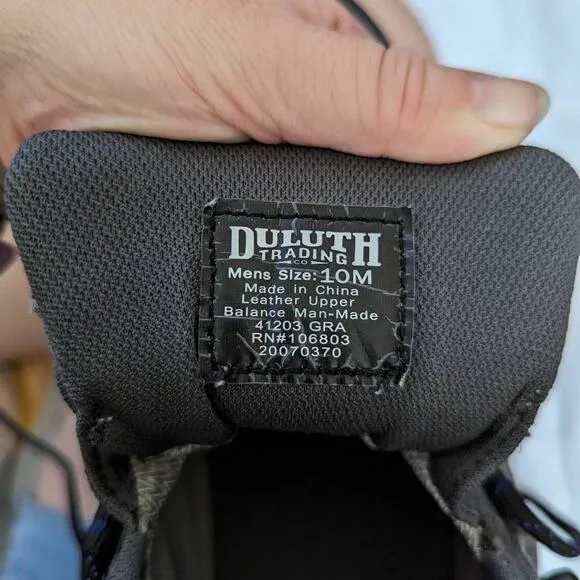 DULUTH
TRADING
CO
Mens Size: 10M
Made in China
Leather Upper
Balance Man-Made
41203 GRA
RN#106803
20070370